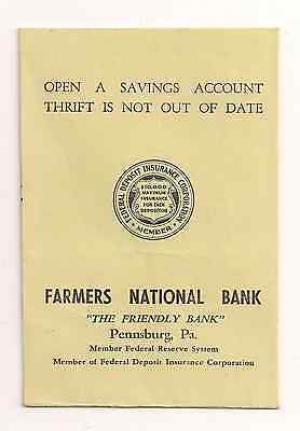 OPEN A SAVINGS ACCOUNT
THRIFT IS NOT OUT OF DATE
FEDERAL DEPOSIT INSURANCE CORPORATION
$10,000
MAXIMUM
INSURANCE
FOR EACH
DEPOSITOR
MEMBER
FARMERS NATIONAL BANK
"THE FRIENDLY BANK"
Pennsburg, Pa.
Member Federal Reserve System
Member of Federal Deposit Insurance Corporation